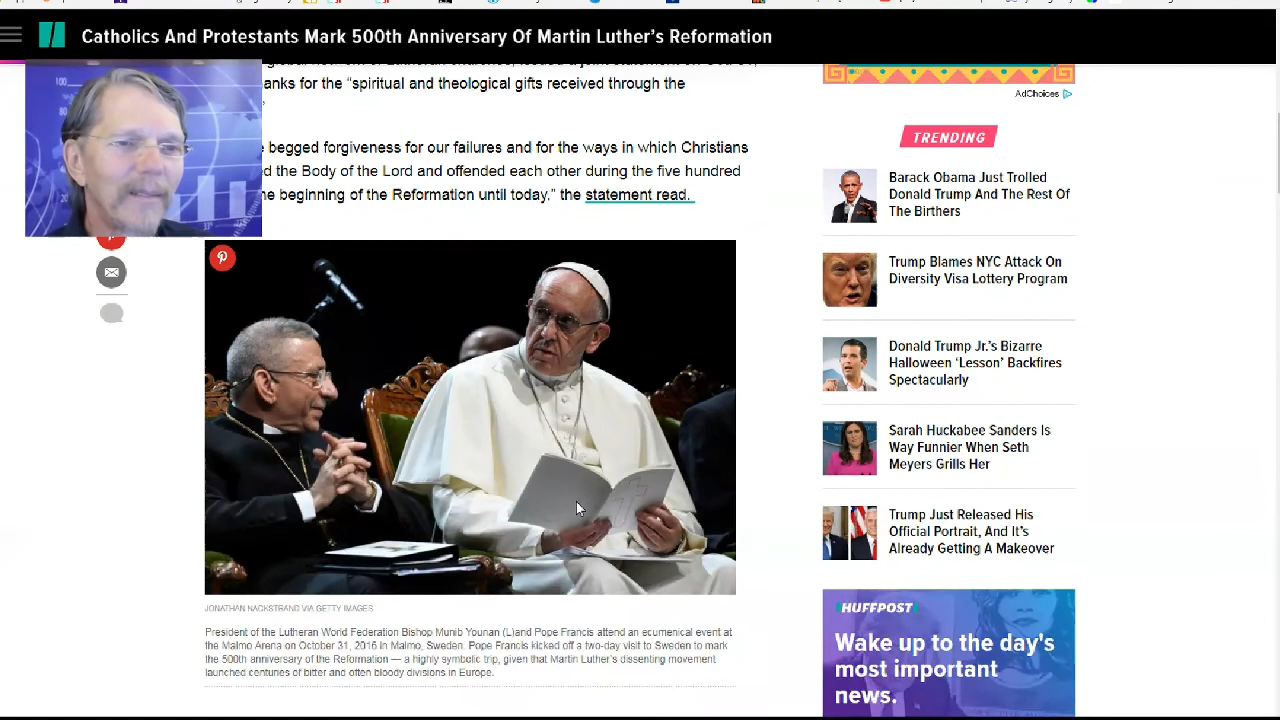 Catholics And Protestants Mark 500th Anniversary Of Martin Luther's Reformation
anks for the “spiritual and theological gifts received through the
begged forgiveness for our failures and for the ways in which Christians
d the Body of the Lord and offended each other during the five hundred
e beginning of the Reformation until today,” the statement read.
JONATHAN NACKSTRAND VIA GETTY IMAGES
President of the Lutheran World Federation Bishop Munib Younan (L)and Pope Francis attend an ecumenical event at
the Malmo Arena on October 31, 2016 in Malmo, Sweden. Pope Francis kicked off a two-day visit to Sweden to mark
the 500th anniversary of the Reformation — a highly symbolic trip, given that Martin Luther's dissenting movement
launched centuries of bitter and often bloody divisions in Europe.
AdChoices
TRENDING
Barack Obama Just Trolled
Donald Trump And The Rest Of
The Birthers
Trump Blames NYC Attack On
Diversity Visa Lottery Program
Donald Trump Jr.'s Bizarre
Halloween ‘Lesson’ Backfires
Spectacularly
Sarah Huckabee Sanders Is
Way Funnier When Seth
Meyers Grills Her
Trump Just Released His
Official Portrait, And It's
Already Getting A Makeover
HUFFPOST
Wake up to the day's
most important
news.
100
80